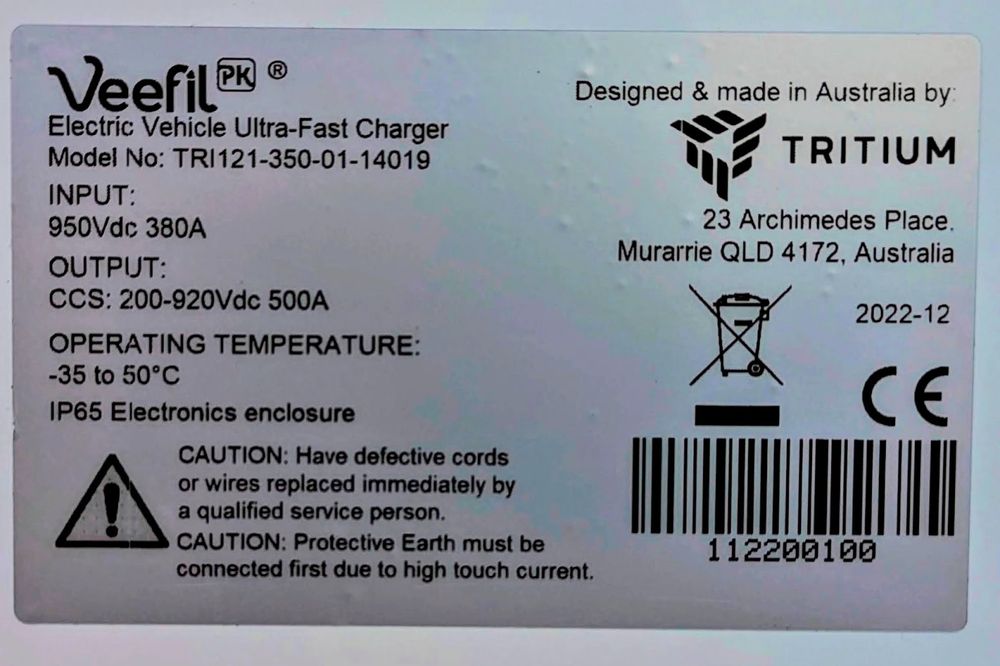 Veefil PK ®
Electric Vehicle Ultra-Fast Charger
Model No: TRI121-350-01-14019
INPUT:
950Vdc 380A
OUTPUT:
CCS: 200-920Vdc 500A
OPERATING TEMPERATURE:
-35 to 50°C
IP65 Electronics enclosure
CAUTION: Have defective cords
or wires replaced immediately by
a qualified service person.
CAUTION: Protective Earth must be
connected first due to high touch current.
Designed & made in Australia by:
TRITIUM
23 Archimedes Place.
Murarrie QLD 4172, Australia
2022-12
CE
112200100